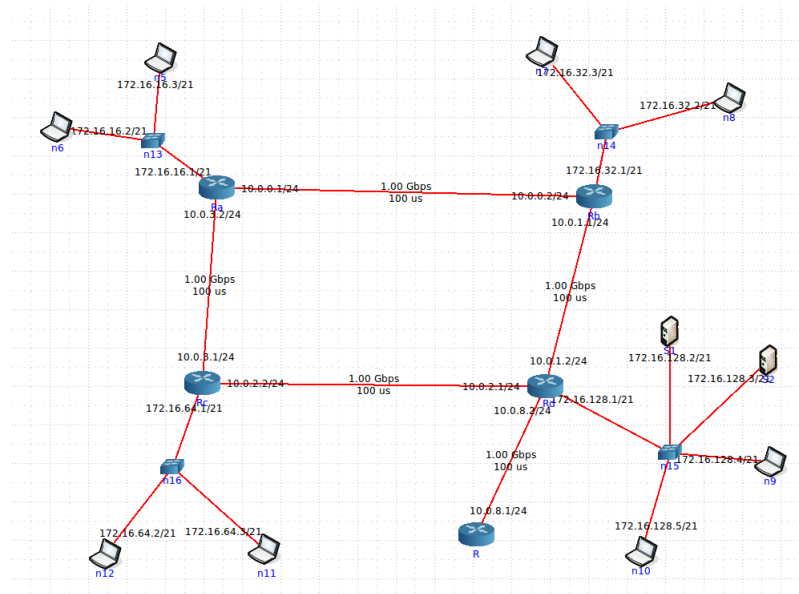 n5
172.16.16.3/21
n7
172.16.32.3/21
172.16.32.2/21
n8
172.16.16.2/21
n6
n13
n14
172.16.16.1/21
172.16.32.1/21
Ra
10.0.0.1/24
1.00 Gbps
100 us
10.0.0.2/24
Rb
10.0.3.2/24
10.0.1.1/24
1.00 Gbps
100 us
1.00 Gbps
100 us
10.0.3.1/24
10.0.1.2/24
S1
172.16.128.2/21
172.16.128.3/21
S2
Rc
10.0.2.2/24
1.00 Gbps
100 us
10.0.2.1/24
Rd
172.16.128.1/21
172.16.64.1/21
10.0.8.2/24
1.00 Gbps
100 us
n15
172.16.128.4/21
n9
n16
10.0.8.1/24
R
172.16.128.5/21
n10
172.16.64.2/21
172.16.64.3/21
n12
n11